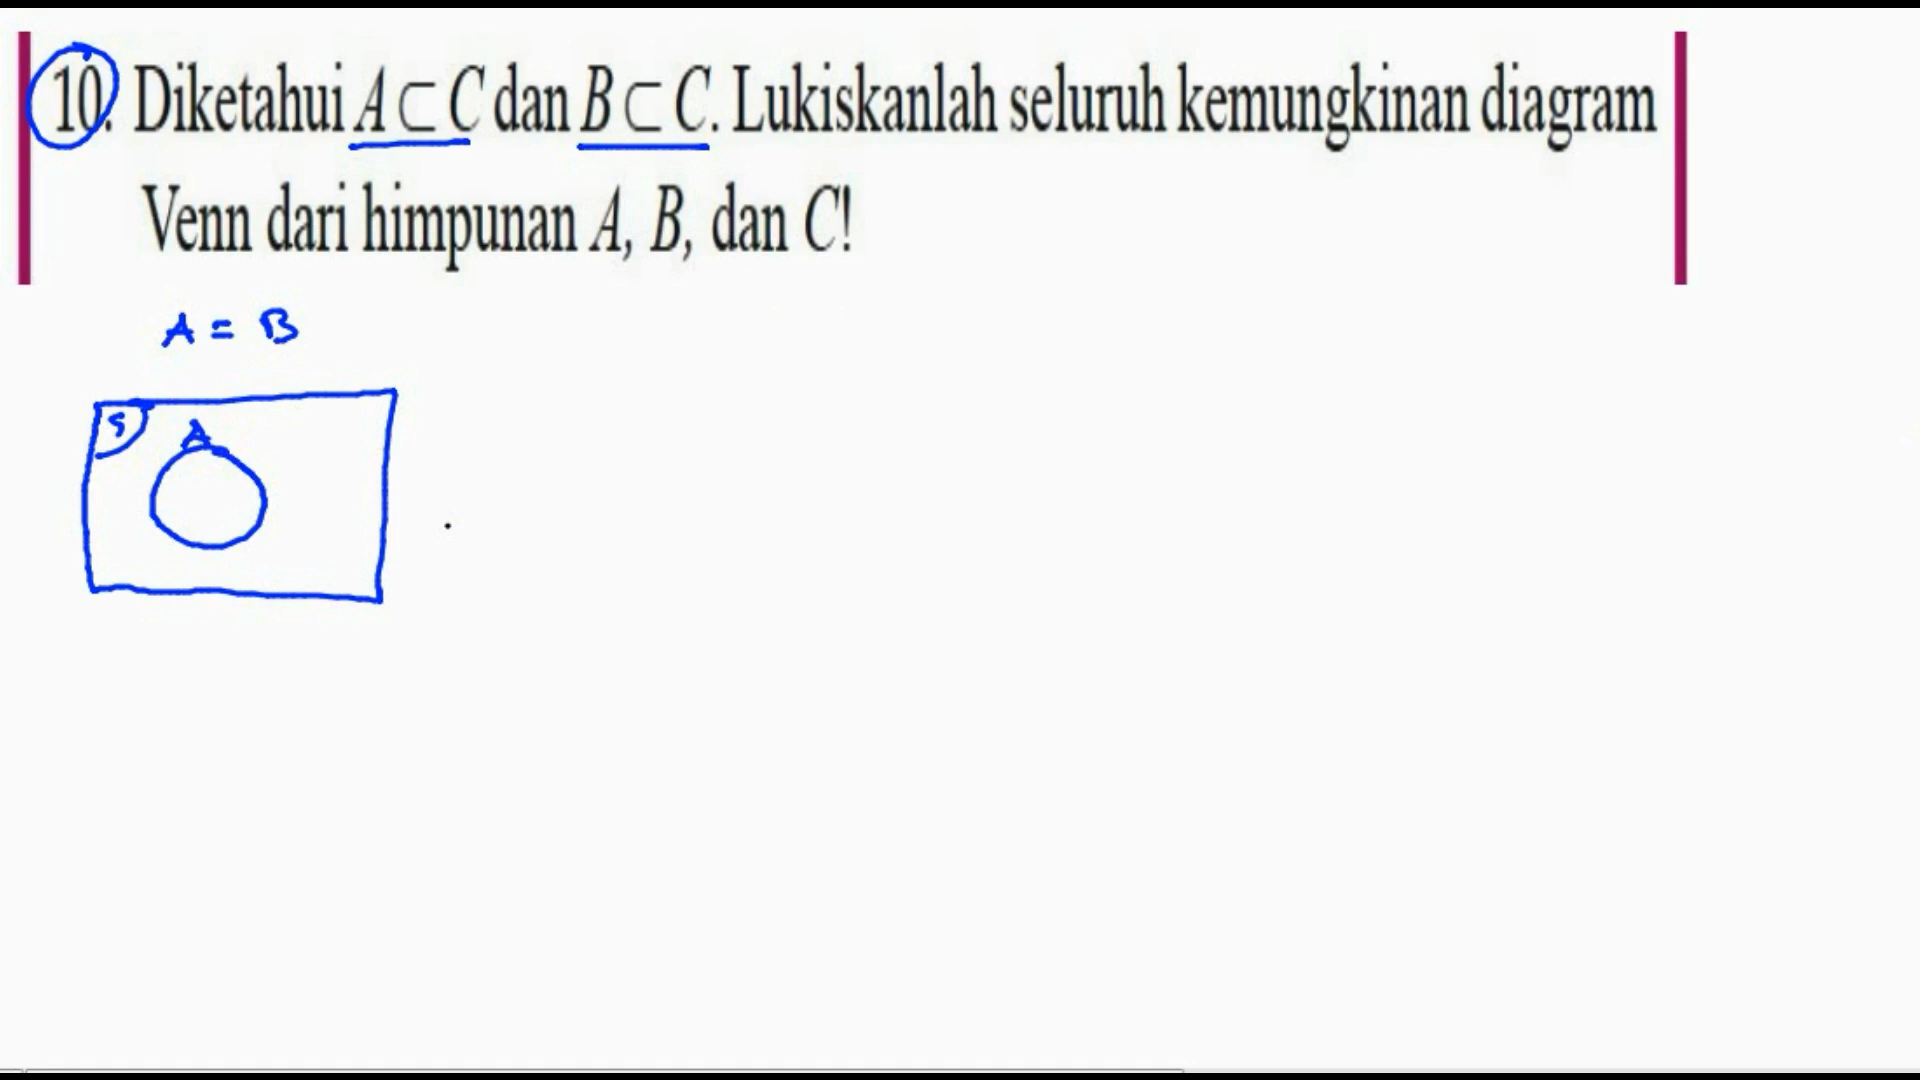 10. Diketahui A ⊂ C dan B ⊂ C. Lukiskanlah seluruh kemungkinan diagram
Venn dari himpunan A, B, dan C!
A = B
S
A